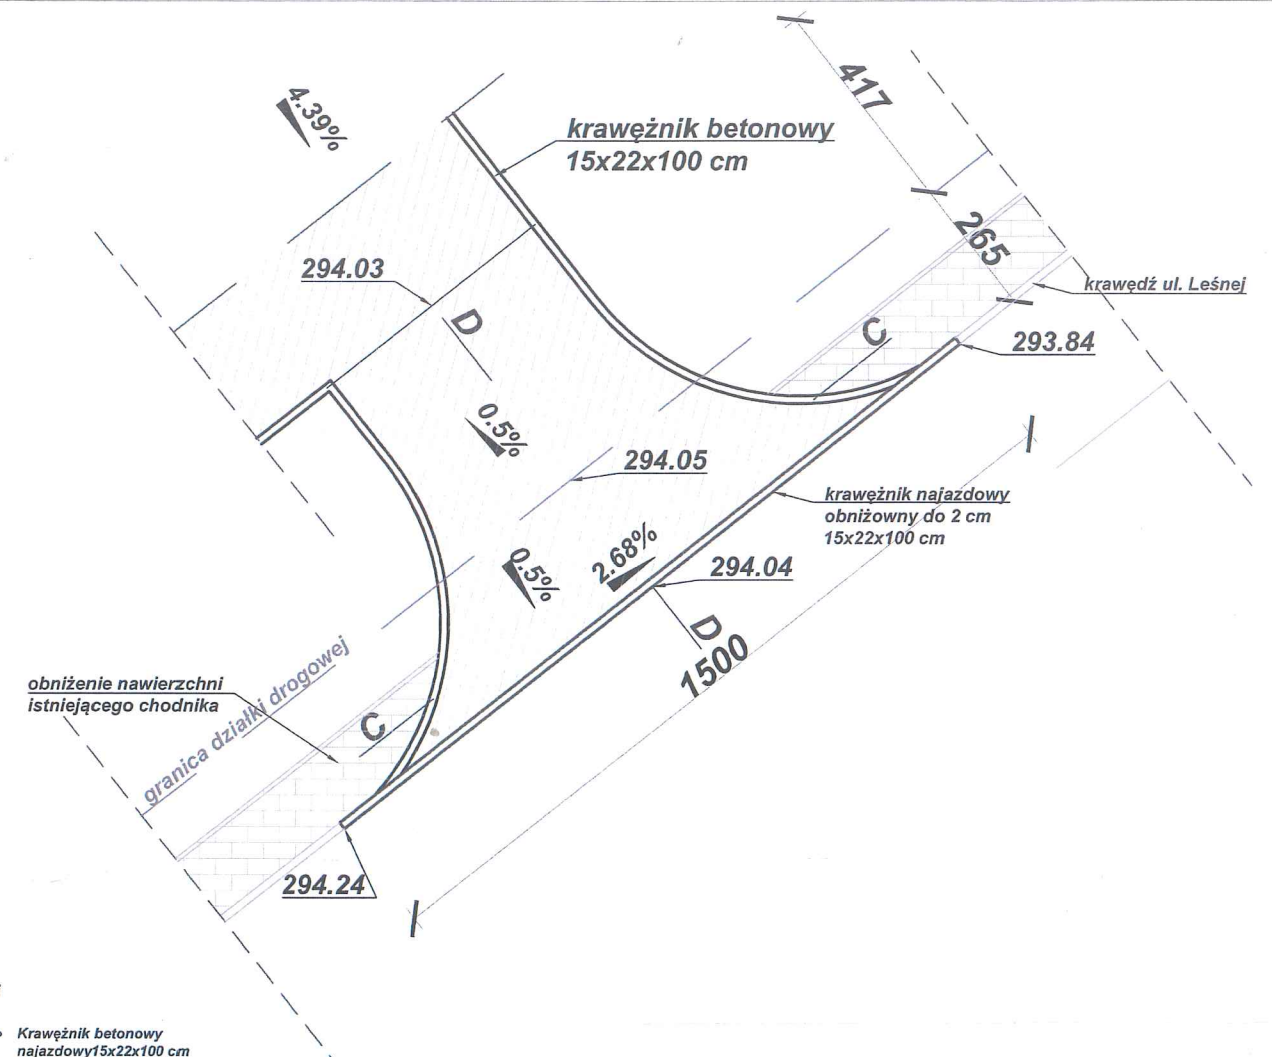 417
4.39%
krawężnik betonowy
15x22x100 cm
265
294.03
krawędź ul. Leśnej
D
C
293.84
0.5%
294.05
krawężnik najazdowy
obniżowny do 2 cm
15x22x100 cm
2.68%
0.5%
294.04
D
1500
granica działki drogowej
obniżenie nawierzchni
istniejącego chodnika
C
294.24
Krawężnik betonowy
najazdowy15x22x100 cm